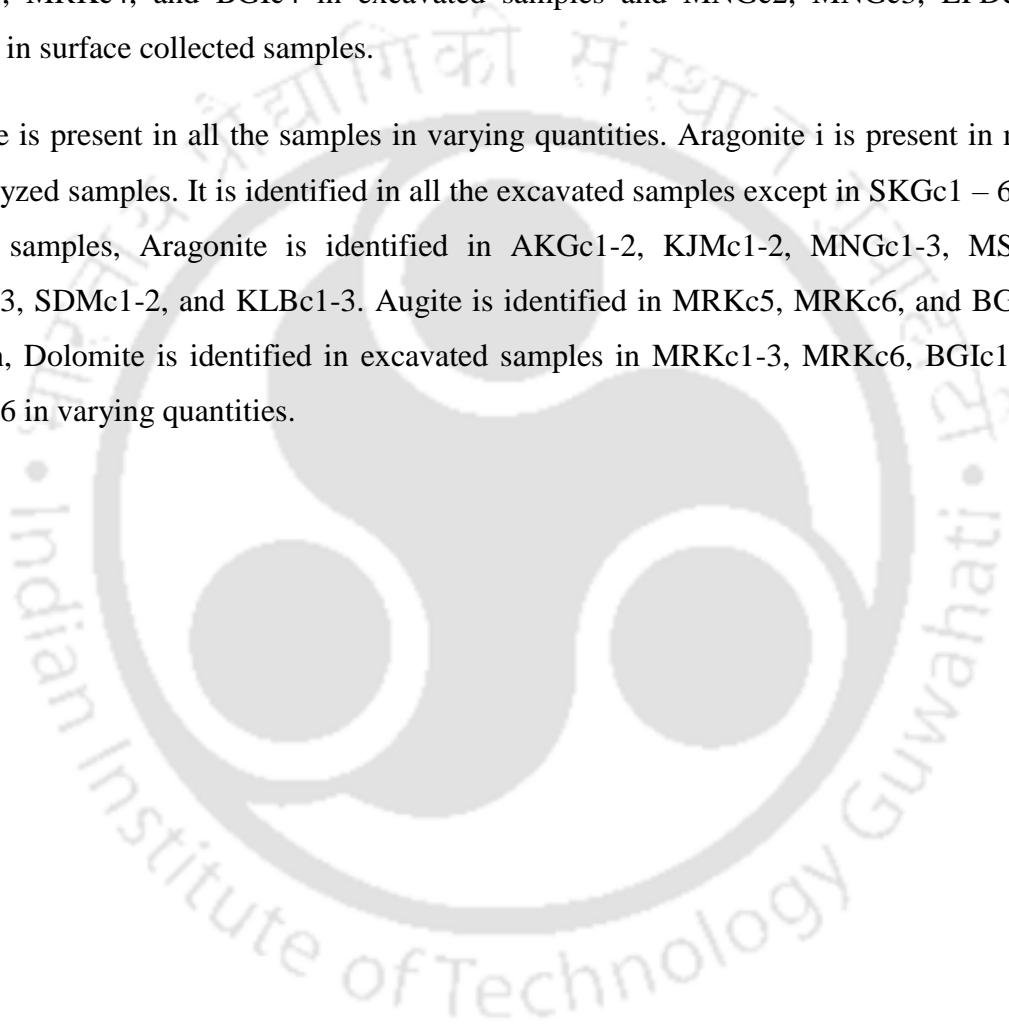 MRKc4, and BGIc4 in excavated samples and MNGc2, MNGc3,
in surface collected samples.
is present in all the samples in varying quantities. Aragonite i is present in
samples. It is identified in all the excavated samples except in SKGc1 – 6
samples, Aragonite is identified in AKGc1-2, KJMc1-2, MNGc1-3, MS
3, SDMc1-2, and KLBc1-3. Augite is identified in MRKc5, MRKc6, and BG
, Dolomite is identified in excavated samples in MRKc1-3, MRKc6, BGIc1
6 in varying quantities.
Indian Institute of Technology Guwahati